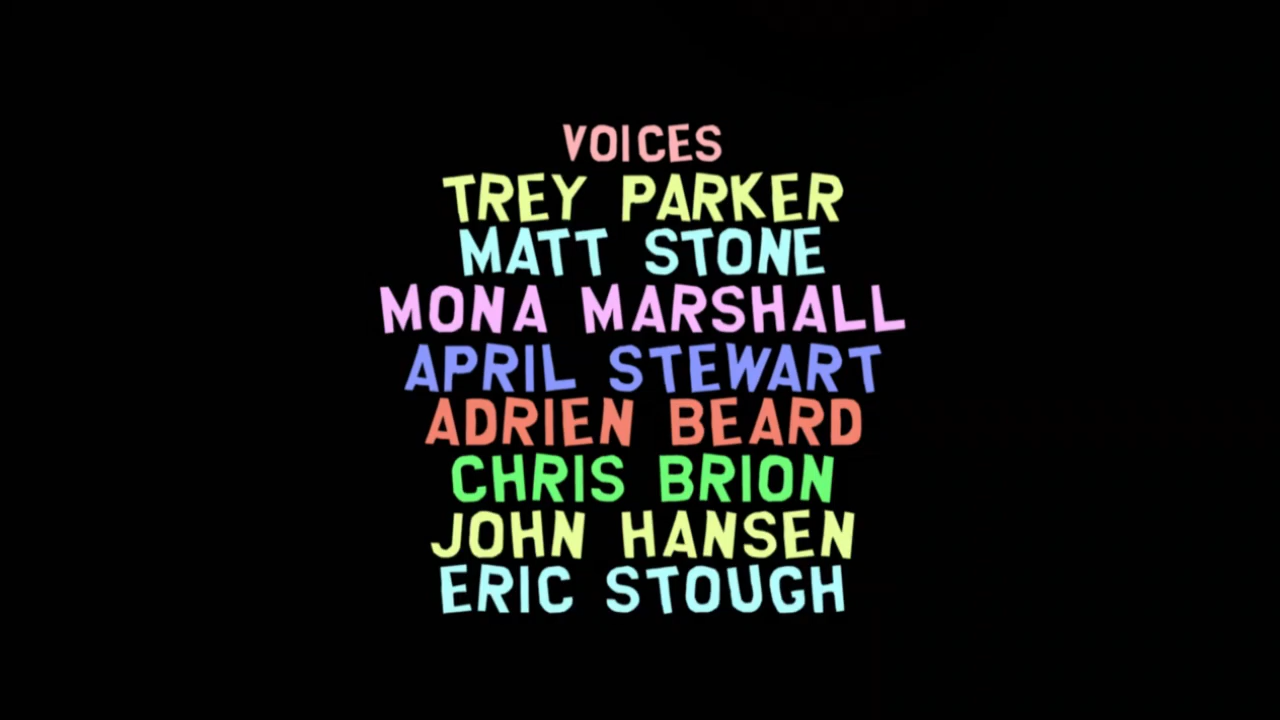 VOICES
TREY PARKER
MATT STONE
MONA MARSHALL
APRIL STEWART
ADRIEN BEARD
CHRIS BRION
JOHN HANSEN
ERIC STOUGH